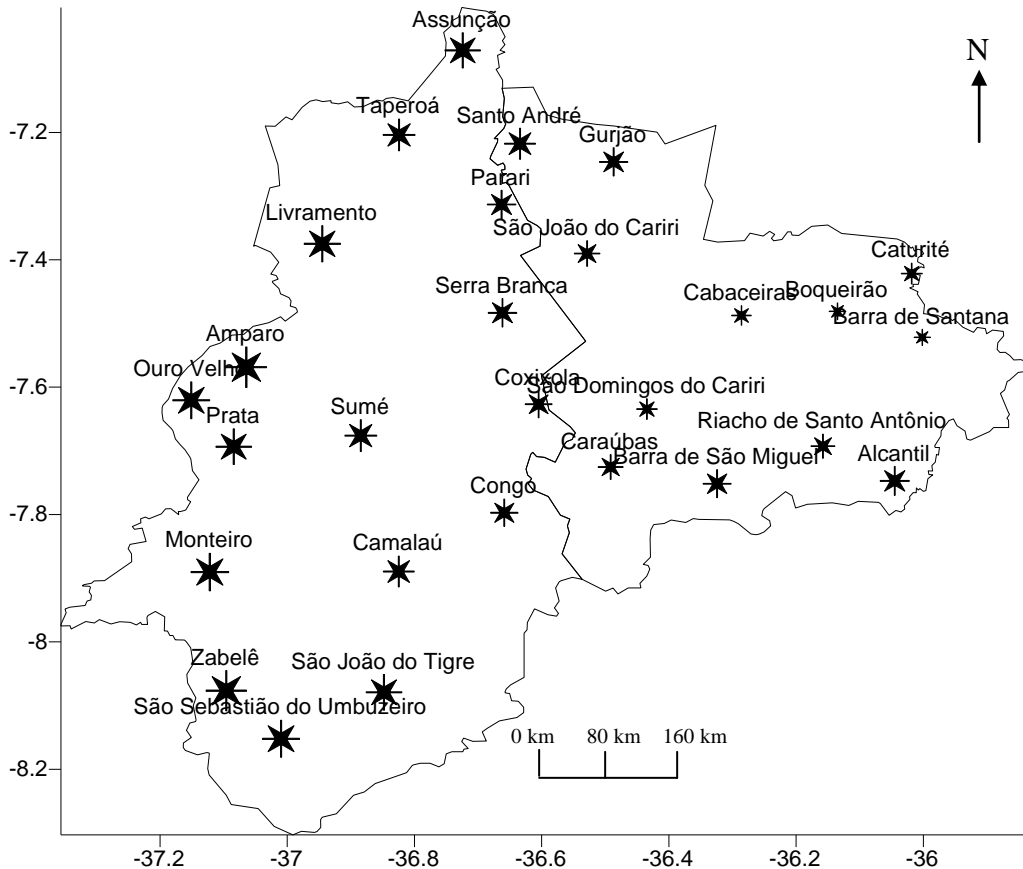 Assunção
N
Taperoá
Santo André
Gurjão
-7.2
Parari
Livramento
São João do Cariri
-7.4
Caturité
Serra Branca
Cabaceiras
Boqueirão
Barra de Santana
Amparo
-7.6
Ouro Velho
Coxixola
São Domingos do Cariri
Prata
Sumé
Riacho de Santo Antônio
Caraúbas
Barra de São Miguel
Alcantil
-7.8
Congo
Monteiro
Camalaú
-8
Zabelê
São João do Tigre
São Sebastião do Umbuzeiro
0 km 80 km 160 km
-8.2
-37.2 -37 -36.8 -36.6 -36.4 -36.2 -36